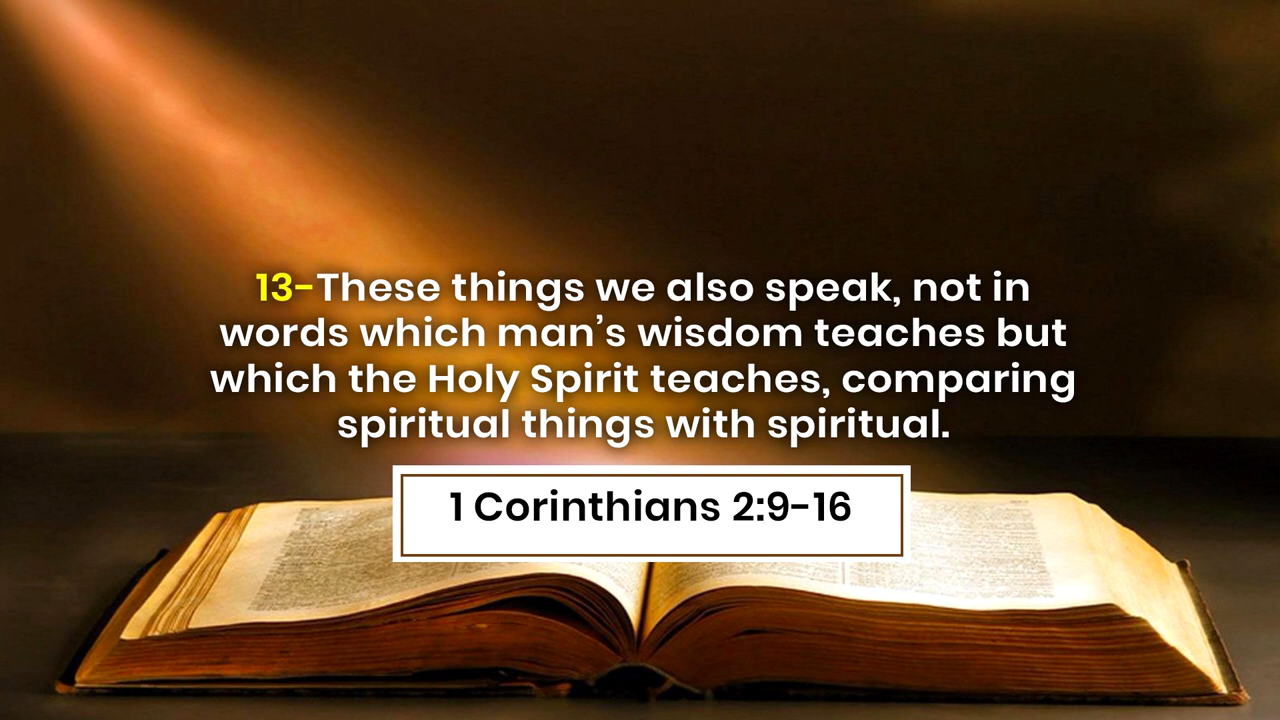 13-These things we also speak, not in
words which man’s wisdom teaches but
which the Holy Spirit teaches, comparing
spiritual things with spiritual.
1 Corinthians 2:9-16